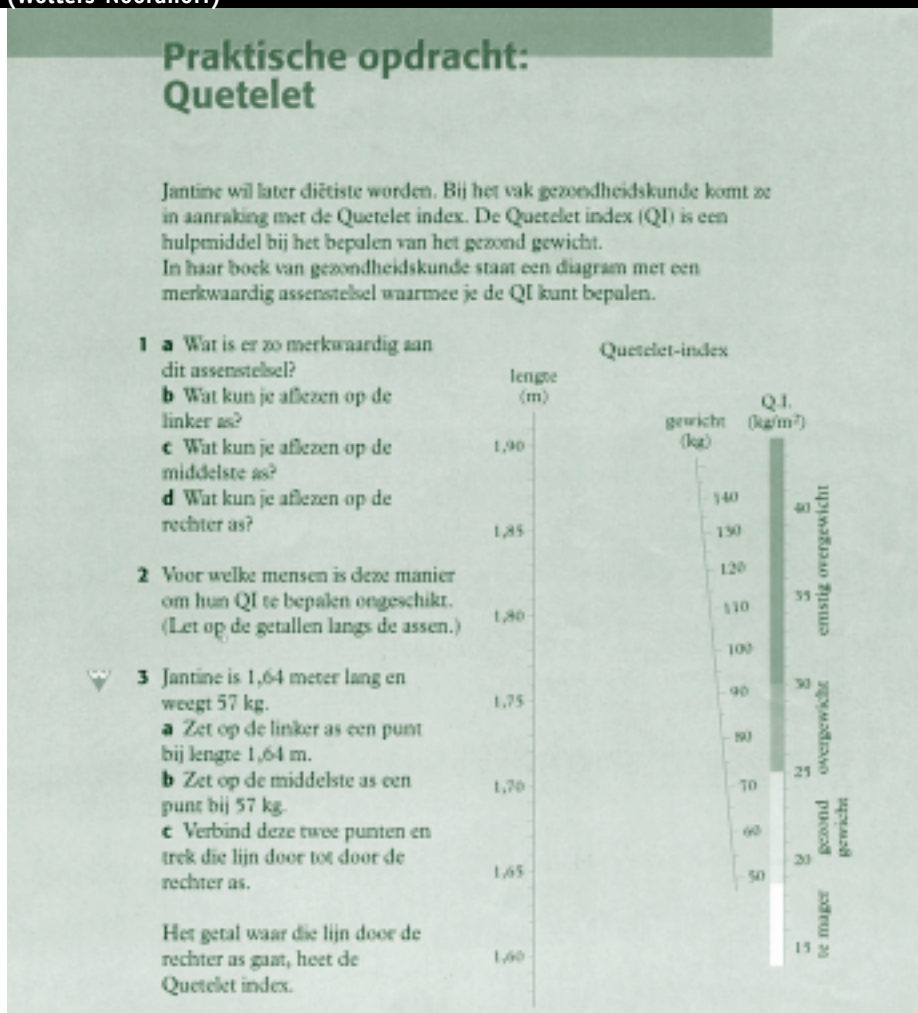 (Wolters-Noordhoff)
Praktische opdracht:
Quetelet
Jantine wil later diëtiste worden. Bij het vak gezondheidskunde komt ze
in aanraking met de Quetelet index. De Quetelet index (QI) is een
hulpmiddel bij het bepalen van het gezond gewicht.
In haar boek van gezondheidskunde staat een diagram met een
merkwaardig assenstelsel waarmee je de QI kunt bepalen.
1 a Wat is er zo merkwaardig aan
dit assenstelsel?
b Wat kun je aflezen op de
linker as?
c Wat kun je aflezen op de
middelste as?
d Wat kun je aflezen op de
rechter as?
2 Voor welke mensen is deze manier
om hun QI te bepalen ongeschikt.
(Let op de getallen langs de assen.)
3 Jantine is 1,64 meter lang en
weegt 57 kg.
a Zet op de linker as een punt
bij lengte 1,64 m.
b Zet op de middelste as een
punt bij 57 kg.
c Verbind deze twee punten en
trek die lijn door tot door de
rechter as.
Het getal waar die lijn door de
rechter as gaat, heet de
Quetelet index.
Quetelet-index
lengte
(m)
1,90
1,85
1,80
1,75
1,70
1,65
1,60
gewicht
(kg)
140
130
120
110
100
90
80
70
60
50
Q.I.
(kg/m²)
40
35
30
25
20
15
ernstig overgewicht
overgewicht
gezond
gewicht
te mager